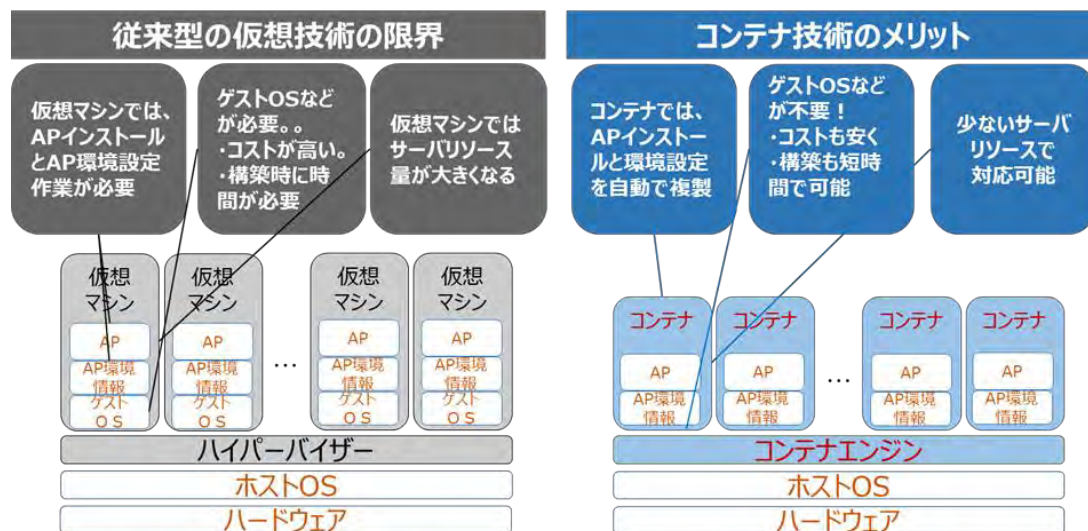 従来型の仮想技術の限界
仮想マシンでは、
APインストール
とAP環境設定
作業が必要
ゲストOSなど
が必要。。
・コストが高い。
・構築時に時
間が必要
仮想マシンでは
サーバリソース
量が大きくなる
仮想
マシン
AP
AP環境
情報
ゲスト
OS
仮想
マシン
AP
AP環境
情報
ゲスト
OS
…
仮想
マシン
AP
AP環境
情報
ゲスト
OS
仮想
マシン
AP
AP環境
情報
ゲスト
OS
ハイパーバイザー
ホストOS
ハードウェア
コンテナ技術のメリット
コンテナでは、
APインストー
ルと環境設定
を自動で複製
ゲストOSなど
が不要！
・コストも安く
・構築も短時
間で可能
少ないサーバ
リソースで
対応可能
コンテナ
AP
AP環境
情報
コンテナ
AP
AP環境
情報
…
コンテナ
AP
AP環境
情報
コンテナ
AP
AP環境
情報
コンテナエンジン
ホストOS
ハードウェア